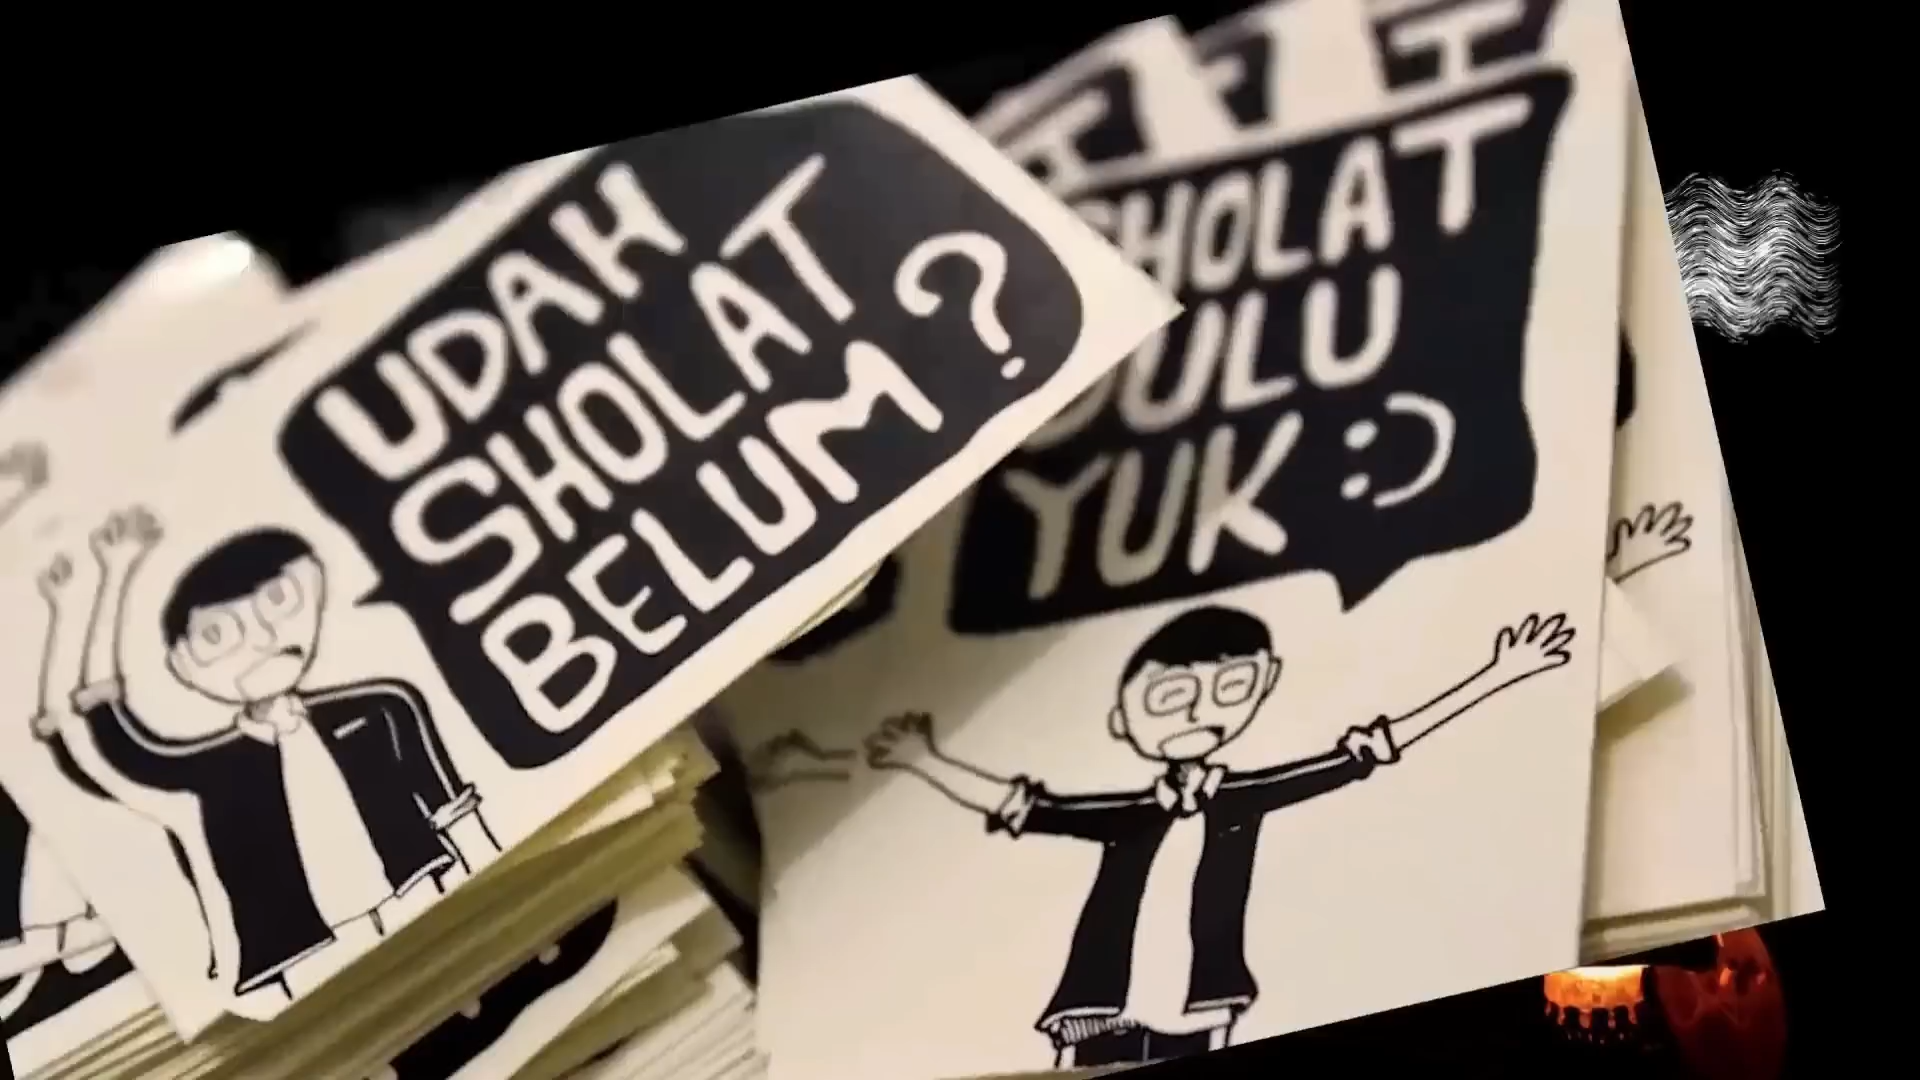 UDAH
SHOLAT
BELUM?
SHOLAT
DULU
YUK :)